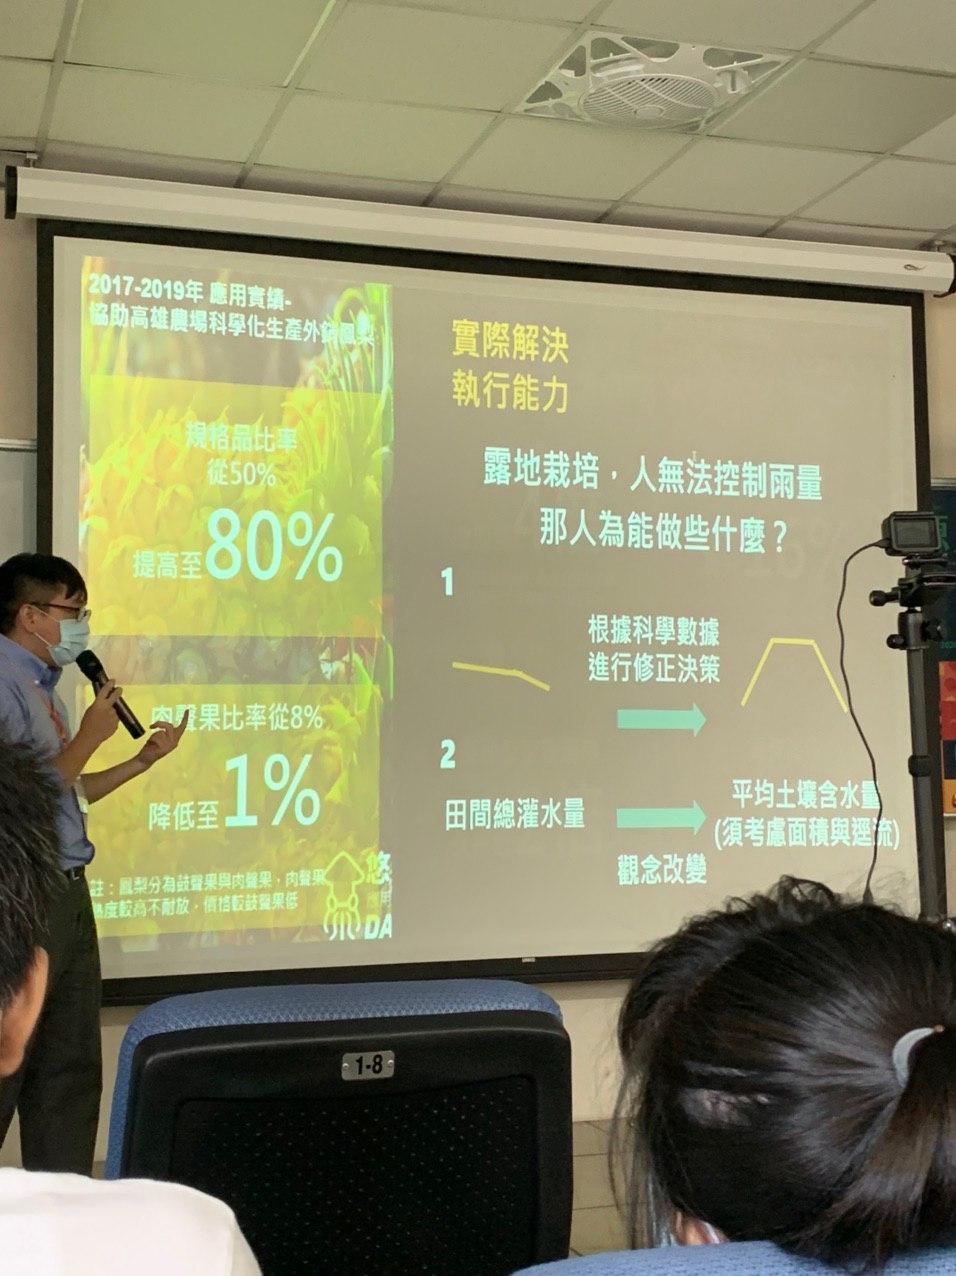 2017-2019年 應用實績-
協助高雄農場科學化生產外銷鳳梨
規格品比率
從50%
提高至80%
肉聲果比率從8%
降低至1%
註：鳳梨分為鼓聲果與肉聲果，肉聲果
熟度較高不耐放，價格較鼓聲果低
悠
DA
實際解決
執行能力
露地栽培，人無法控制雨量
那人為能做些什麼？
1
根據科學數據
進行修正決策
2
田間總灌水量
平均土壤含水量
(須考慮面積與逕流)
觀念改變
1-8